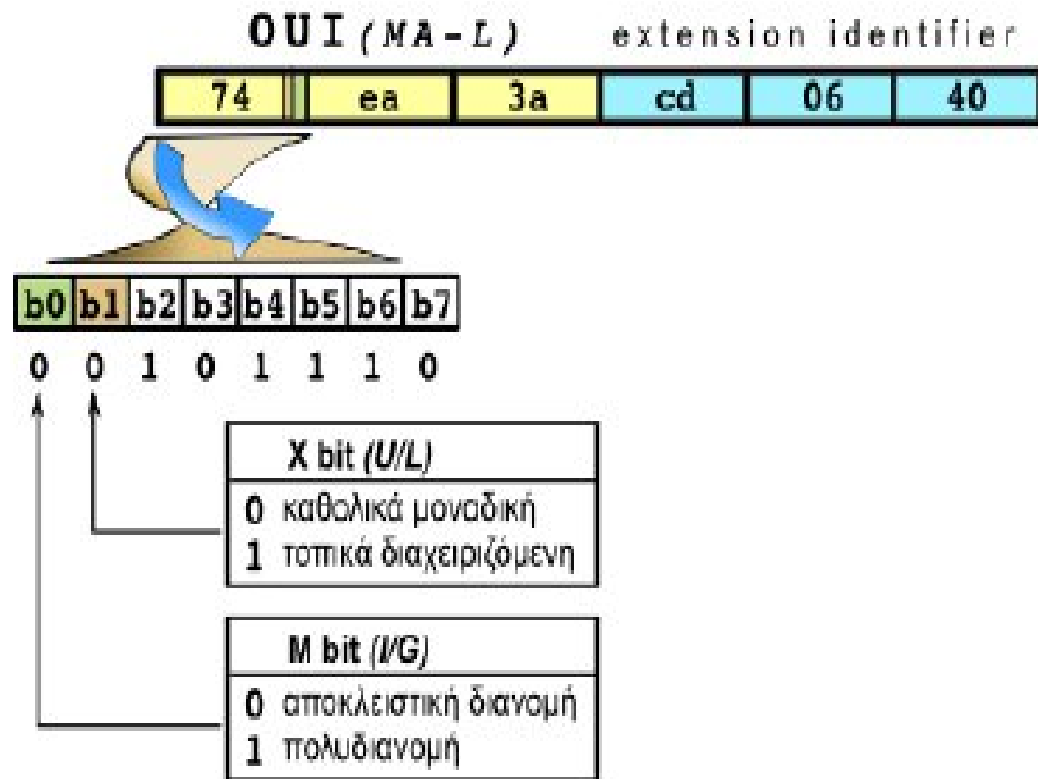 OUI (MA-L) extension identifier
74 ea 3a cd 06 40
b0 b1 b2 b3 b4 b5 b6 b7
0 0 1 0 1 1 1 0
X bit (U/L)
0 καθολικά μοναδική
1 τοπικά διαχειριζόμενη
M bit (I/G)
0 αποκλειστική διανομή
1 πολυδιανομή